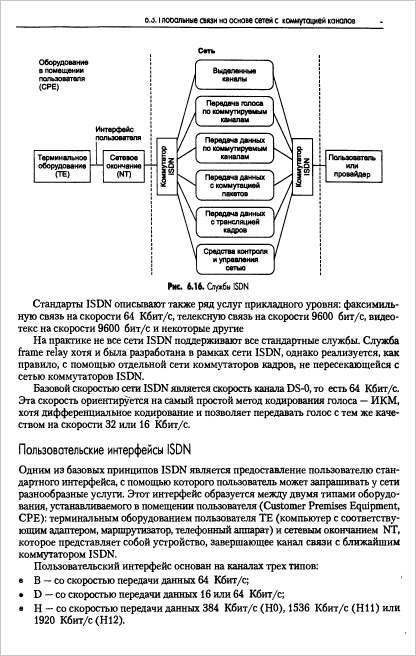 6.3. Глобальные связи на основе сетей с коммутацией каналов
Сеть
Оборудование
в помещении
пользователя
(CPE)
Интерфейс
пользователя
Терминальное
оборудование
(TE)
Сетевое
окончание
(NT)
Коммутатор
ISDN
Выделенные
каналы
Передача голоса
по коммутируемым
каналам
Передача данных
по коммутируемым
каналам
Передача данных
с коммутацией
пакетов
Передача данных
с трансляцией
кадров
Средства контроля
и управления
сетью
Коммутатор
ISDN
Пользователь
или
провайдер
Рис. 6.16. Службы ISDN
Стандарты ISDN описывают также ряд услуг прикладного уровня: факсимиль-
ную связь на скорости 64 Кбит/с, телексную связь на скорости 9600 бит/с, видео-
текс на скорости 9600 бит/с и некоторые другие
На практике не все сети ISDN поддерживают все стандартные службы. Служба
frame relay хотя и была разработана в рамках сети ISDN, однако реализуется, как
правило, с помощью отдельной сети коммутаторов кадров, не пересекающейся с
сетью коммутаторов ISDN.
Базовой скоростью сети ISDN является скорость канала DS-0, то есть 64 Кбит/с.
Эта скорость ориентируется на самый простой метод кодирования голоса — ИКМ,
хотя дифференциальное кодирование и позволяет передавать голос с тем же каче-
ством на скорости 32 или 16 Кбит/с.
Пользовательские интерфейсы ISDN
Одним из базовых принципов ISDN является предоставление пользователю стан-
дартного интерфейса, с помощью которого пользователь может запрашивать у сети
разнообразные услуги. Этот интерфейс образуется между двумя типами оборудо-
вания, устанавливаемого в помещении пользователя (Customer Premises Equipment,
CPE): терминальным оборудованием пользователя TE (компьютер с соответству-
ющим адаптером, маршрутизатор, телефонный аппарат) и сетевым окончанием NT,
которое представляет собой устройство, завершающее канал связи с ближайшим
коммутатором ISDN.
Пользовательский интерфейс основан на каналах трех типов:
• B — со скоростью передачи данных 64 Кбит/с;
• D — со скоростью передачи данных 16 или 64 Кбит/с;
• H — со скоростью передачи данных 384 Кбит/с (H0), 1536 Кбит/с (H11) или
1920 Кбит/с (H12).